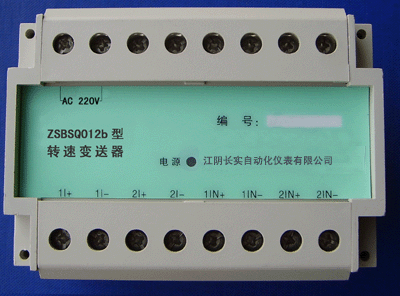 AC 220V
编 号:
ZSBSQ012b 型
转速变送器
电源 江阴长实自动化仪表有限公司
1I+ 1I- 2I+ 2I- 1IN+ 1IN- 2IN+ 2IN-